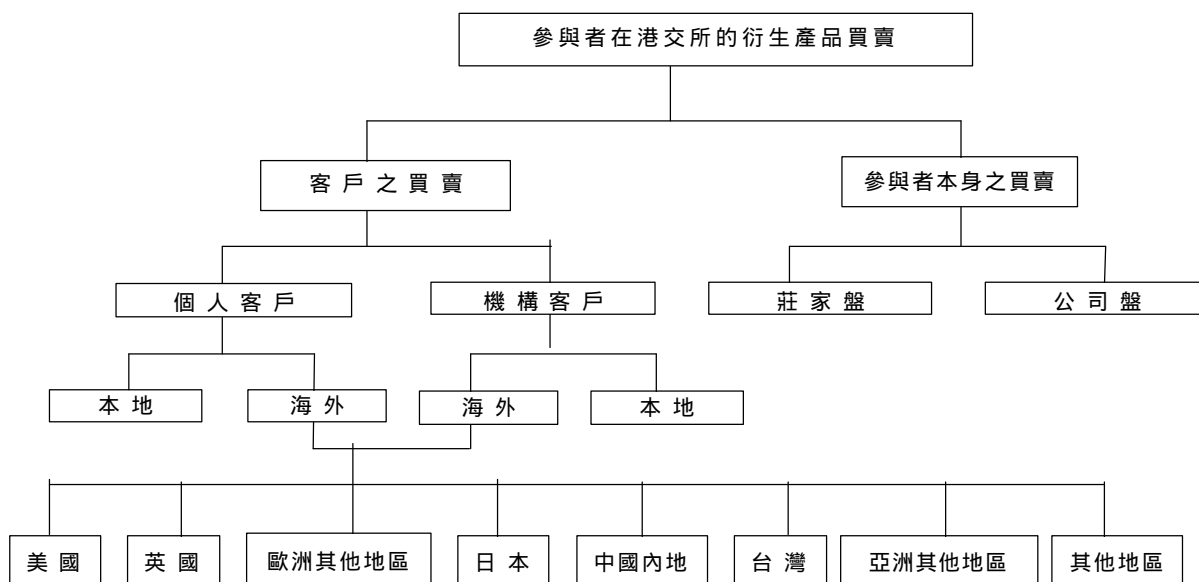 參與者在港交所的衍生產品買賣
客戶之買賣
參與者本身之買賣
個人客戶
機構客戶
莊家盤
公司盤
本地
海外
海外
本地
美國
英國
歐洲其他地區
日本
中國內地
台灣
亞洲其他地區
其他地區